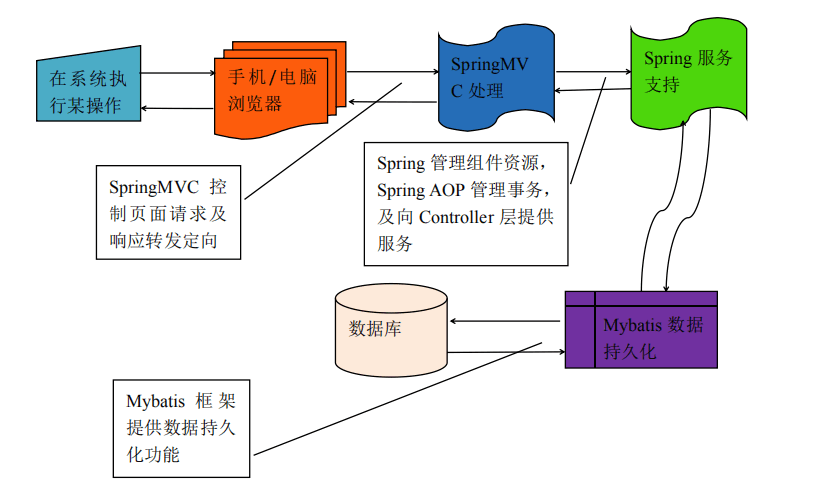 在系统执
行某操作
手机/电脑
浏览器
SpringMV
C 处理
Spring 服务
支持
SpringMVC 控
制页面请求及
响应转发定向
Spring 管理组件资源，
Spring AOP 管理事务，
及向 Controller 层提供
服务
数据库
Mybatis 数据
持久化
Mybatis 框架
提供数据持久
化功能